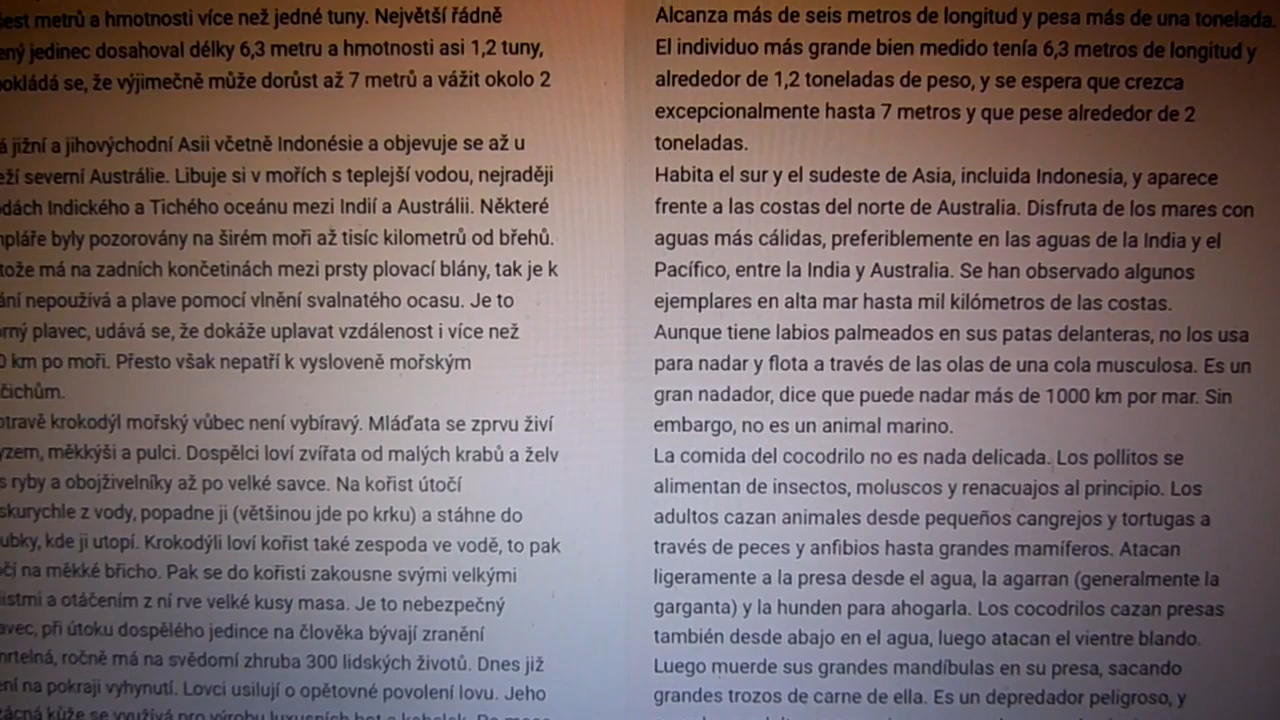 metrů a hmotnosti více než jedné tuny. Největší řádně
jedinec dosahoval délky 6,3 metru a hmotnosti asi 1,2 tuny,
se, že výjimečně může dorůst až 7 metrů a vážit okolo 2
jižní a jihovýchodní Asii včetně Indonésie a objevuje se až u
severní Austrálie. Libuje si v mořích s teplejší vodou, nejraději
Indického a Tichého oceánu mezi Indií a Austrálií. Některé
byly pozorovány na širém moři až tisíc kilometrů od břehů.
má na zadních končetinách mezi prsty plovací blány, tak je k
nepoužívá a plave pomocí vlnění svalnatého ocasu. Je to
plavec, udává se, že dokáže uplavat vzdálenost i více než
km po moři. Přesto však nepatří k vysloveně mořským
krokodýl mořský vůbec není vybíravý. Mláďata se zprvu živí
měkkýši a pulci. Dospělci loví zvířata od malých krabů a želv
ryby a obojživelníky až po velké savce. Na kořist útočí
z vody, popadne ji (většinou jde po krku) a stáhne do
kde ji utopí. Krokodýli loví kořist také zespoda ve vodě, to pak
na měkké břicho. Pak se do kořisti zakousne svými velkými
a otáčením z ní rve velké kusy masa. Je to nebezpečný
při útoku dospělého jedince na člověka bývají zranění
ročně má na svědomí zhruba 300 lidských životů. Dnes již
na pokraji vyhynutí. Lovci usilují o opětovné povolení lovu. Jeho
kůže se využívá pro výrobu luxusních bot a kabelek.
Alcanza más de seis metros de longitud y pesa más de una tonelada.
El individuo más grande bien medido tenía 6,3 metros de longitud y
alrededor de 1,2 toneladas de peso, y se espera que crezca
excepcionalmente hasta 7 metros y que pese alrededor de 2
toneladas.
Habita el sur y el sudeste de Asia, incluida Indonesia, y aparece
frente a las costas del norte de Australia. Disfruta de los mares con
aguas más cálidas, preferiblemente en las aguas de la India y el
Pacífico, entre la India y Australia. Se han observado algunos
ejemplares en alta mar hasta mil kilómetros de las costas.
Aunque tiene labios palmeados en sus patas delanteras, no los usa
para nadar y flota a través de las olas de una cola musculosa. Es un
gran nadador, dice que puede nadar más de 1000 km por mar. Sin
embargo, no es un animal marino.
La comida del cocodrilo no es nada delicada. Los pollitos se
alimentan de insectos, moluscos y renacuajos al principio. Los
adultos cazan animales desde pequeños cangrejos y tortugas a
través de peces y anfibios hasta grandes mamíferos. Atacan
ligeramente a la presa desde el agua, la agarran (generalmente la
garganta) y la hunden para ahogarla. Los cocodrilos cazan presas
también desde abajo en el agua, luego atacan el vientre blando.
Luego muerde sus grandes mandíbulas en su presa, sacando
grandes trozos de carne de ella. Es un depredador peligroso, y